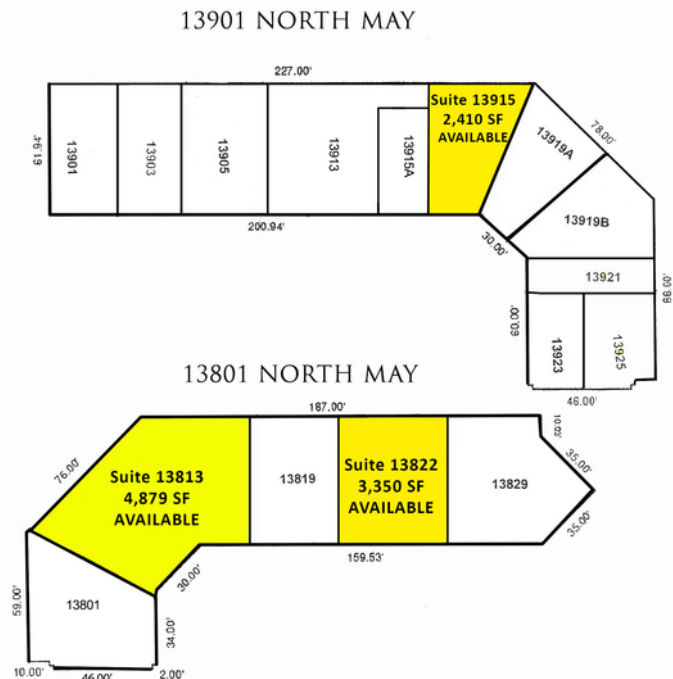 13901 NORTH MAY
227.00'
61.94'
13901
13903
13905
13913
13915A
Suite 13915
2,410 SF
AVAILABLE
13919A
78.00'
13919B
200.94'
30.00'
13921
66.00'
60.00'
13923
13925
46.00'
13801 NORTH MAY
187.00'
10.03'
76.00'
Suite 13813
4,879 SF
AVAILABLE
13819
Suite 13822
3,350 SF
AVAILABLE
13829
35.00'
35.00'
159.53'
30.00'
59.00'
13801
34.00'
10.00'
46.00'
2.00'